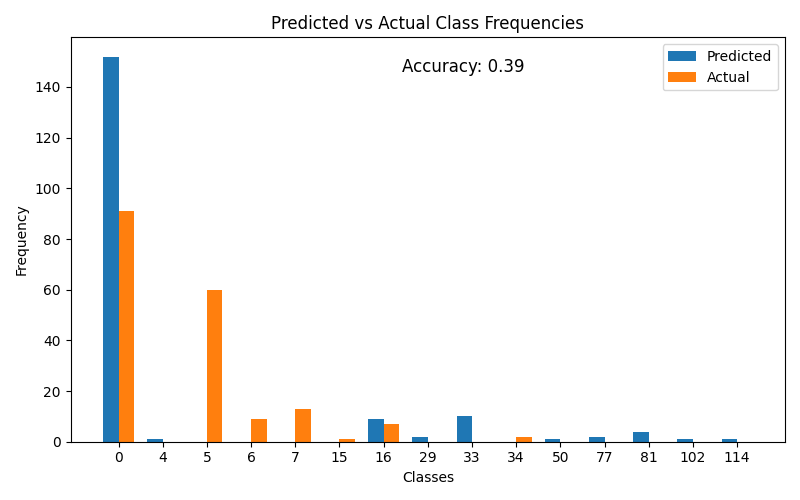 Predicted vs Actual Class Frequencies
Accuracy: 0.39
Predicted
Actual
Frequency
140
120
100
80
60
40
20
0
0 4 5 6 7 15 16 29 33 34 50 77 81 102 114
Classes